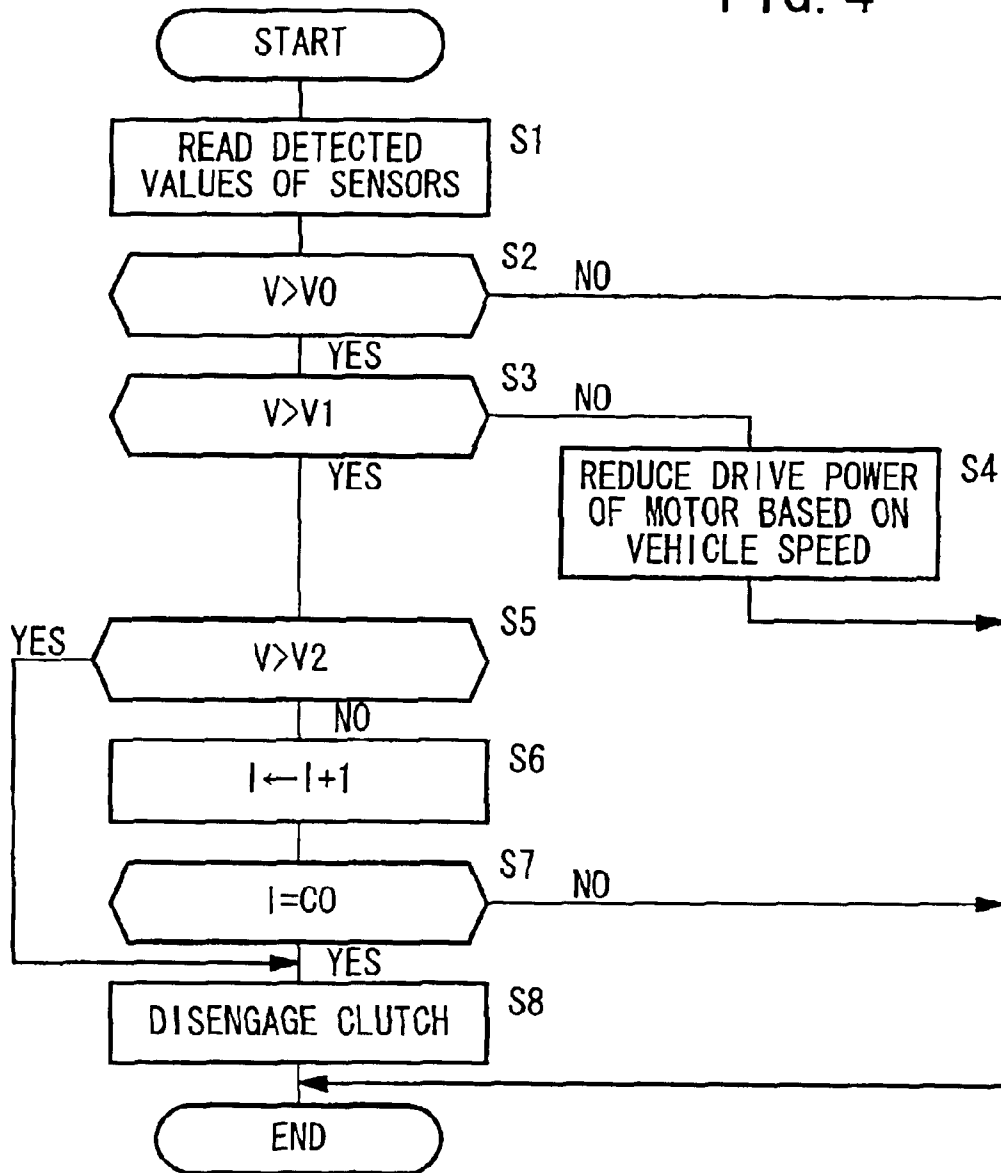 FIG. 4
START
READ DETECTED
VALUES OF SENSORS
S1
V>V0
S2
NO
YES
V>V1
S3
NO
YES
REDUCE DRIVE POWER
OF MOTOR BASED ON
VEHICLE SPEED
S4
V>V2
S5
YES
NO
I←I+1
S6
I=C0
S7
NO
YES
DISENGAGE CLUTCH
S8
END